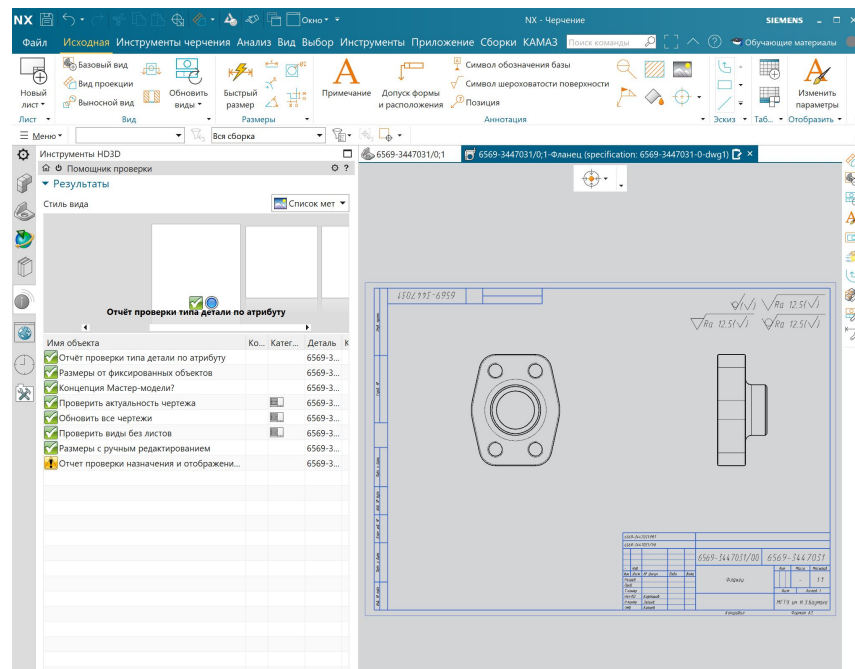 NX Окно NX - Черчение SIEMENS
Файл Исходная Инструменты черчения Анализ Вид Выбор Инструменты Приложение Сборки КАМАЗ Поиск команды Обучающие материалы
Новый лист
Базовый вид
Вид проекции
Выносной вид
Обновить виды
Быстрый размер
Примечание
Допуск формы и расположения
Символ обозначения базы
Символ шероховатости поверхности
Позиция
Изменить параметры
Лист Вид Размеры Аннотация Эскиз Таб... Отобразить
Меню Вся сборка
Инструменты HD3D
6569-3447031/0;1
6569-3447031/0;1-Фланец (specification: 6569-3447031-0-dwg1)
Помощник проверки ?
Результаты
Стиль вида Список мет
Отчёт проверки типа детали по атрибуту
Имя объекта Ко... Катег... Деталь К
Отчёт проверки типа детали по атрибуту 6569-3...
Размеры от фиксированных объектов 6569-3...
Концепция Мастер-модели? 6569-3...
Проверить актуальность чертежа 6569-3...
Обновить все чертежи 6569-3...
Проверить виды без листов 6569-3...
Размеры с ручным редактированием 6569-3...
Отчет проверки назначения и отображени... 6569-3...
6569-3447031
Ra 12.5
Ra 12.5 Ra 12.5
6569-3447031/00 6569-3447031
Фланец
1:1